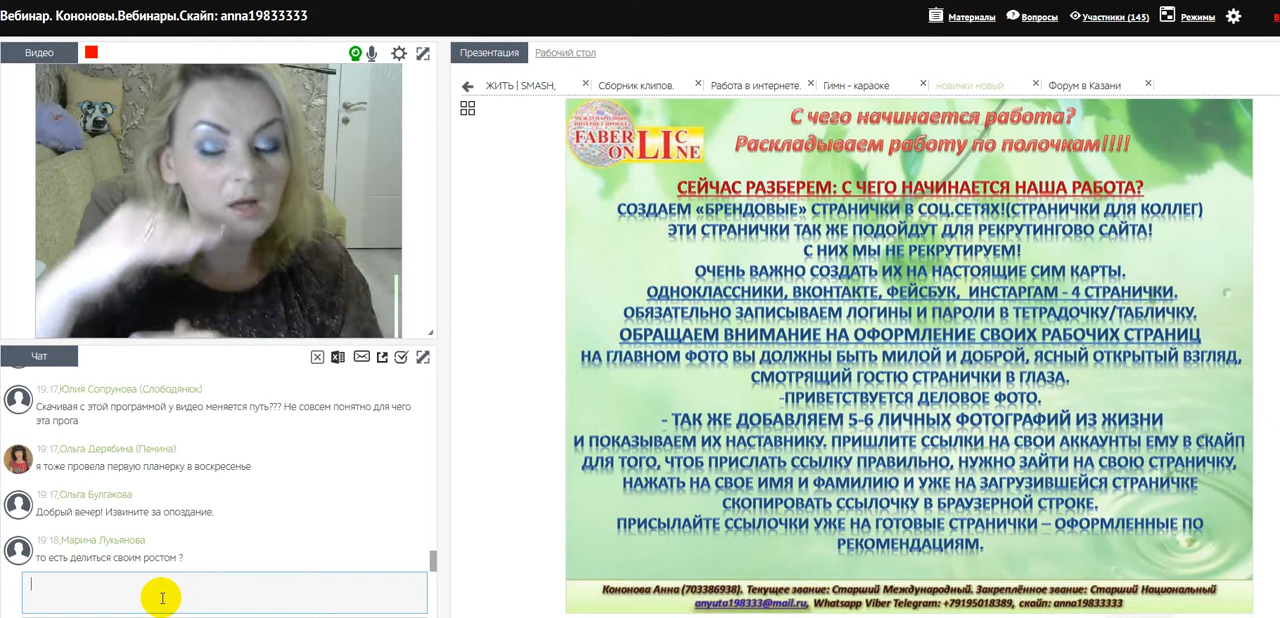 Вебинар. Кононовы.Вебинары.Скайп: anna19833333
Материалы
Вопросы
Участники (145)
Режимы
Видео
Презентация
Рабочий стол
ЖИТЬ | SMASH,
Сборник клипов.
Работа в интернете.
Гимн - караоке
новички новый
Форум в Казани
МЕЖДУНАРОДНЫЙ
ИНТЕРНЕТ-ПРОЕКТ
FABERLIC
ONLINE
С чего начинается работа?
Раскладываем работу по полочкам!!!!
СЕЙЧАС РАЗБЕРЕМ: С ЧЕГО НАЧИНАЕТСЯ НАША РАБОТА?
СОЗДАЕМ «БРЕНДОВЫЕ» СТРАНИЧКИ В СОЦ.СЕТЯХ!(СТРАНИЧКИ ДЛЯ КОЛЛЕГ)
ЭТИ СТРАНИЧКИ ТАК ЖЕ ПОДОЙДУТ ДЛЯ РЕКРУТИНГОВО САЙТА!
С НИХ МЫ НЕ РЕКРУТИРУЕМ!
ОЧЕНЬ ВАЖНО СОЗДАТЬ ИХ НА НАСТОЯЩИЕ СИМ КАРТЫ.
ОДНОКЛАССНИКИ, ВКОНТАКТЕ, ФЕЙСБУК, ИНСТАРГАМ - 4 СТРАНИЧКИ.
ОБЯЗАТЕЛЬНО ЗАПИСЫВАЕМ ЛОГИНЫ И ПАРОЛИ В ТЕТРАДОЧКУ/ТАБЛИЧКУ.
ОБРАЩАЕМ ВНИМАНИЕ НА ОФОРМЛЕНИЕ СВОИХ РАБОЧИХ СТРАНИЦ
НА ГЛАВНОМ ФОТО ВЫ ДОЛЖНЫ БЫТЬ МИЛОЙ И ДОБРОЙ, ЯСНЫЙ ОТКРЫТЫЙ ВЗГЛЯД,
СМОТРЯЩИЙ ГОСТЮ СТРАНИЧКИ В ГЛАЗА.
-ПРИВЕТСТВУЕТСЯ ДЕЛОВОЕ ФОТО.
- ТАК ЖЕ ДОБАВЛЯЕМ 5-6 ЛИЧНЫХ ФОТОГРАФИЙ ИЗ ЖИЗНИ
И ПОКАЗЫВАЕМ ИХ НАСТАВНИКУ. ПРИШЛИТЕ ССЫЛКИ НА СВОИ АККАУНТЫ ЕМУ В СКАЙП
ДЛЯ ТОГО, ЧТОБ ПРИСЛАТЬ ССЫЛКУ ПРАВИЛЬНО, НУЖНО ЗАЙТИ НА СВОЮ СТРАНИЧКУ,
НАЖАТЬ НА СВОЕ ИМЯ И ФАМИЛИЮ И УЖЕ НА ЗАГРУЗИВШЕЙСЯ СТРАНИЧКЕ
СКОПИРОВАТЬ ССЫЛОЧКУ В БРАУЗЕРНОЙ СТРОКЕ.
ПРИСЫЛАЙТЕ ССЫЛОЧКИ УЖЕ НА ГОТОВЫЕ СТРАНИЧКИ – ОФОРМЛЕННЫЕ ПО
РЕКОМЕНДАЦИЯМ.
Кононова Анна (703386938). Текущее звание: Старший Международный. Закреплённое звание: Старший Национальный
anyuta198333@mail.ru, Whatsapp Viber Telegram: +79195018389, скайп: anna19833333
Чат
19:17,Юлия Сопрунова (Слободянюк)
Скачивая с этой программой у видео меняется путь??? Не совсем понятно для чего
эта прога
19:17,Ольга Дерябина (Пенина)
я тоже провела первую планерку в воскресенье
19:17,Ольга Булгакова
Добрый вечер! Извините за опоздание.
19:18,Марина Лукьянова
то есть делиться своим ростом ?